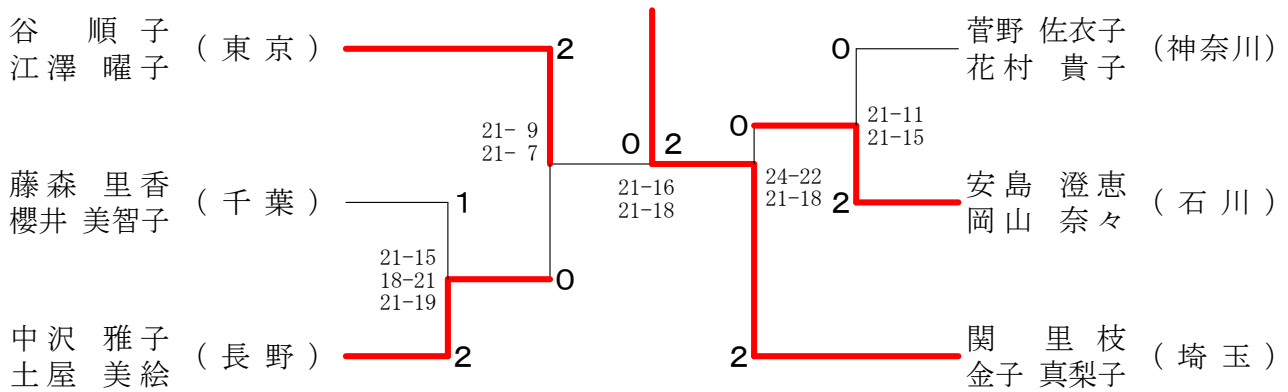 谷 順子
江澤 曜子
(東京)
2
21- 9
21- 7
藤森 里香
櫻井 美智子
(千葉)
1
21-15
18-21
21-19
0
中沢 雅子
土屋 美絵
(長野)
2
0 2
21-16
21-18
菅野 佐衣子
花村 貴子
(神奈川)
0
21-11
21-15
0
24-22
21-18
安島 澄恵
岡山 奈々
(石川)
2
関 里枝
金子 真梨子
(埼玉)
2